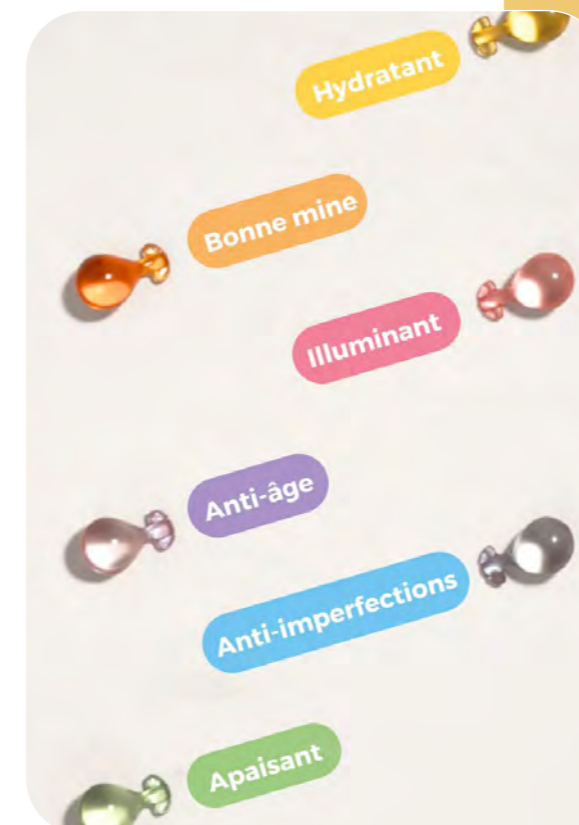 Hydratant
Bonne mine
Illuminant
Anti-âge
Anti-imperfections
Apaisant